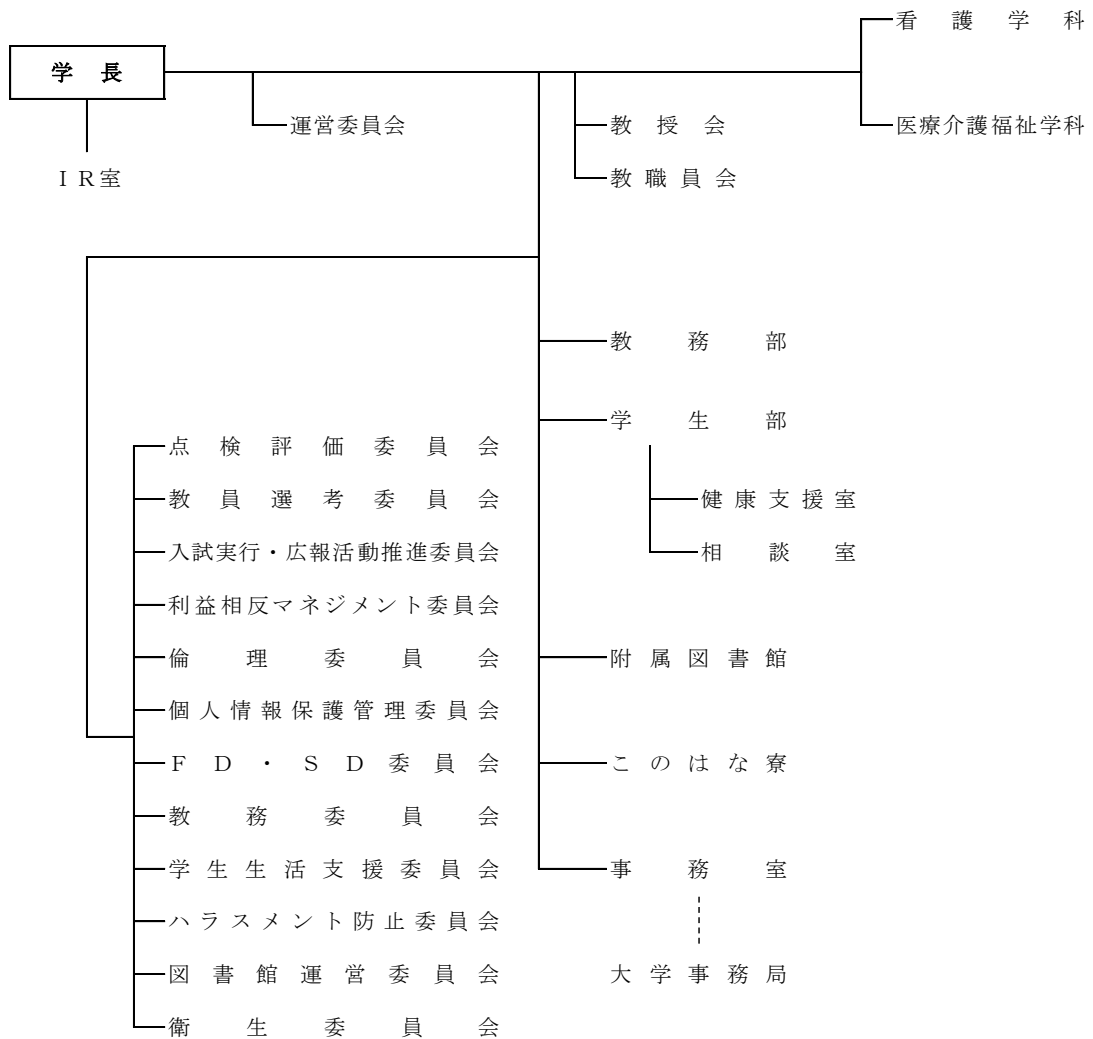 看護学科
学長
運営委員会
教授会
医療介護福祉学科
ＩＲ室
教職員会
教務部
学生部
点検評価委員会
教員選考委員会
健康支援室
入試実行・広報活動推進委員会
相談室
利益相反マネジメント委員会
倫理委員会
附属図書館
個人情報保護管理委員会
ＦＤ・ＳＤ委員会
このはな寮
教務委員会
学生生活支援委員会
事務室
ハラスメント防止委員会
図書館運営委員会
大学事務局
衛生委員会